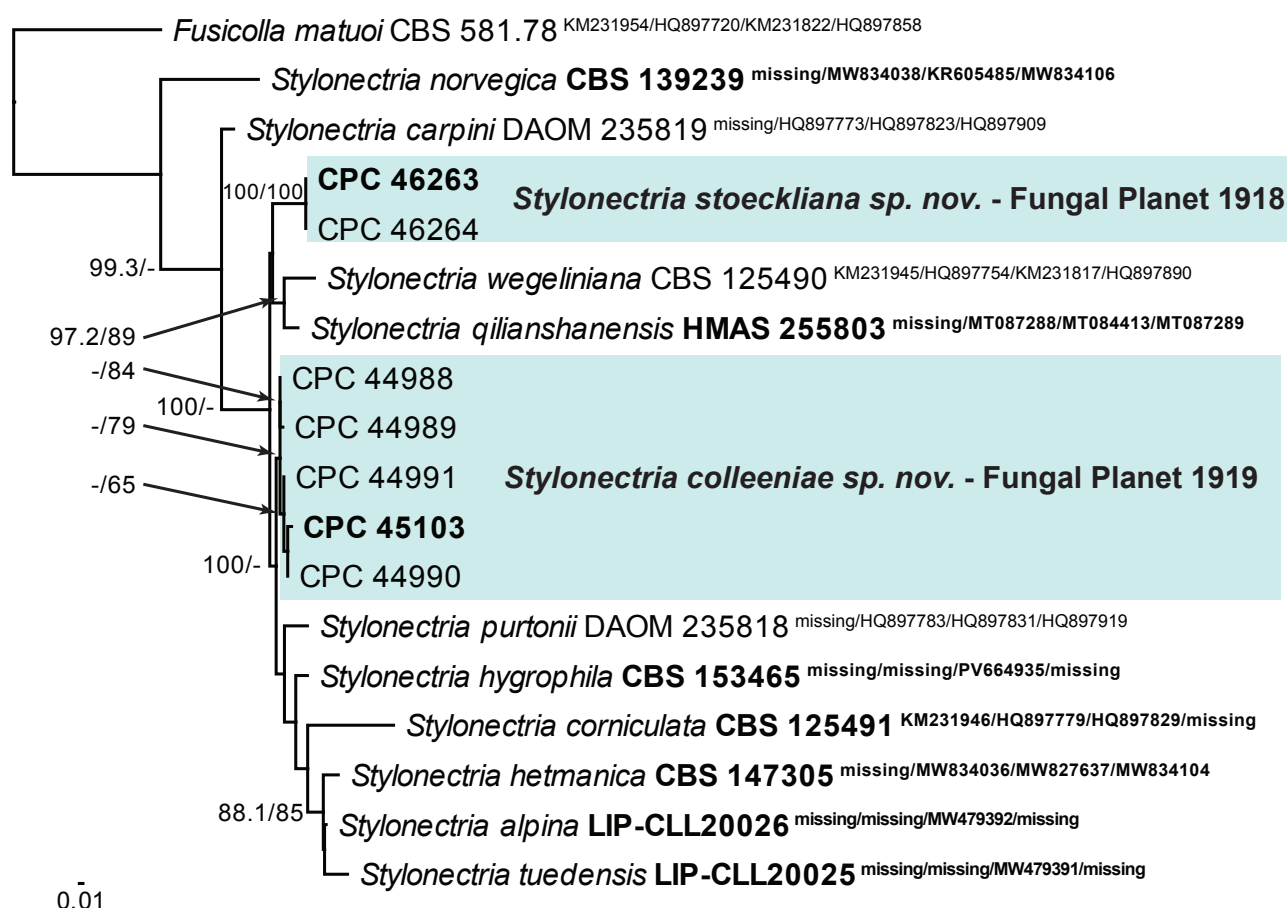 Fusicolla matuoi CBS 581.78 KM231954/HQ897720/KM231822/HQ897858
Stylonectria norvegica CBS 139239 missing/MW834038/KR605485/MW834106
Stylonectria carpini DAOM 235819 missing/HQ897773/HQ897823/HQ897909
100/100
CPC 46263
Stylonectria stoeckliana sp. nov. - Fungal Planet 1918
CPC 46264
99.3/-
Stylonectria wegeliniana CBS 125490 KM231945/HQ897754/KM231817/HQ897890
Stylonectria qilianshanensis HMAS 255803 missing/MT087288/MT084413/MT087289
97.2/89
-/84
CPC 44988
100/-
-/79
CPC 44989
CPC 44991
Stylonectria colleeniae sp. nov. - Fungal Planet 1919
-/65
CPC 45103
100/-
CPC 44990
Stylonectria purtonii DAOM 235818 missing/HQ897783/HQ897831/HQ897919
Stylonectria hygrophila CBS 153465 missing/missing/PV664935/missing
Stylonectria corniculata CBS 125491 KM231946/HQ897779/HQ897829/missing
Stylonectria hetmanica CBS 147305 missing/MW834036/MW827637/MW834104
88.1/85
Stylonectria alpina LIP-CLL20026 missing/missing/MW479392/missing
Stylonectria tuedensis LIP-CLL20025 missing/missing/MW479391/missing
0.01